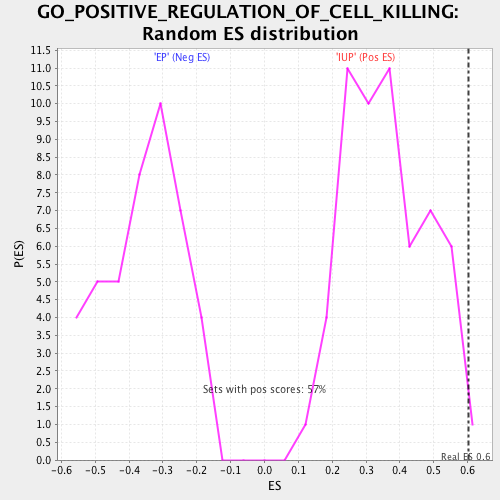 GO_POSITIVE_REGULATION_OF_CELL_KILLING:
Random ES distribution
'EP' (Neg ES)
'IUP' (Pos ES)
11.5
11.0
10.5
10.0
9.5
9.0
8.5
8.0
7.5
7.0
6.5
6.0
5.5
5.0
4.5
4.0
3.5
3.0
2.5
2.0
1.5
1.0
0.5
0.0
P(ES)
Sets with pos scores: 57%
Real ES 0.6
-0.6 -0.5 -0.4 -0.3 -0.2 -0.1 0.0 0.1 0.2 0.3 0.4 0.5 0.6
ES